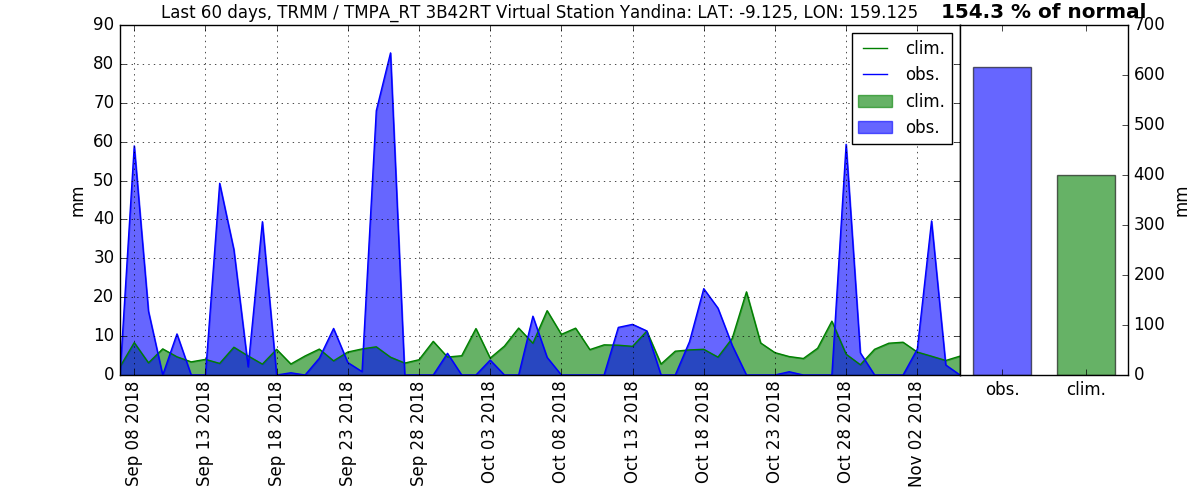 Last 60 days, TRMM / TMPA_RT 3B42RT Virtual Station Yandina: LAT: -9.125, LON: 159.125
154.3 % of normal
90
80
70
60
50
40
30
20
10
0
mm
clim.
obs.
clim.
obs.
Sep 08 2018
Sep 13 2018
Sep 18 2018
Sep 23 2018
Sep 28 2018
Oct 03 2018
Oct 08 2018
Oct 13 2018
Oct 18 2018
Oct 23 2018
Oct 28 2018
Nov 02 2018
700
600
500
400
300
200
100
0
mm
obs.
clim.